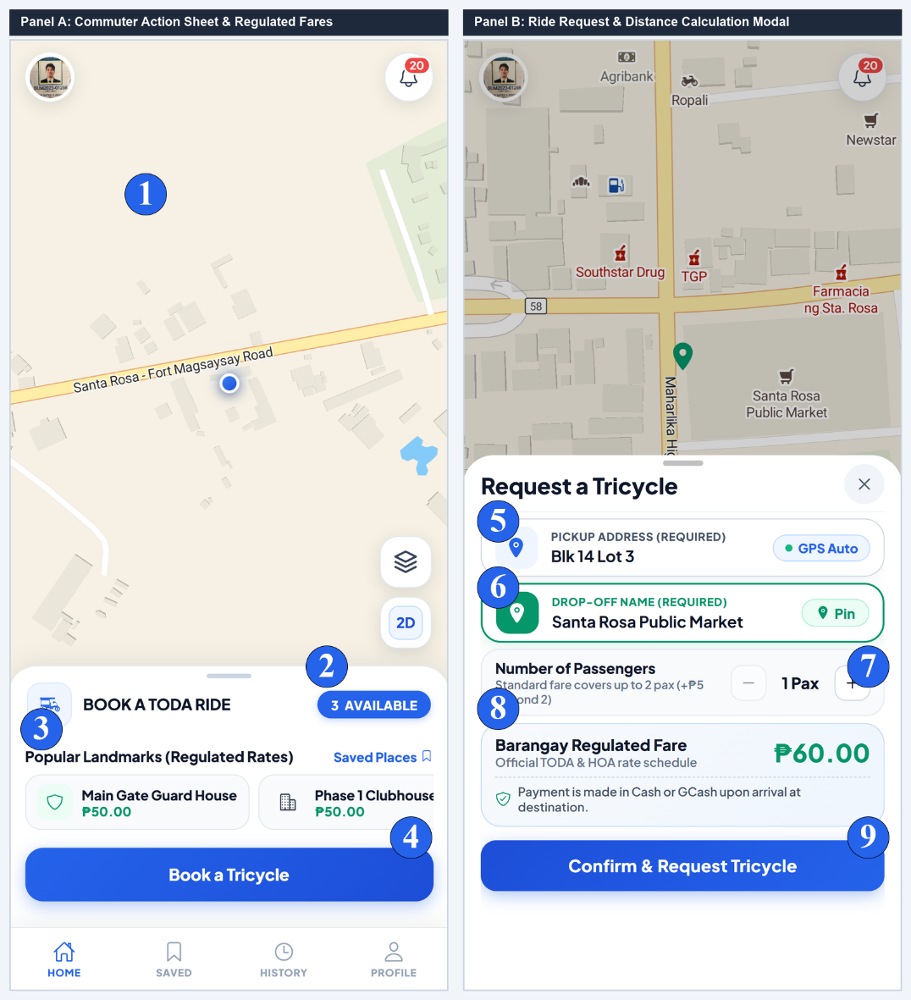 Panel A: Commuter Action Sheet & Regulated Fares
20
1
Santa Rosa - Fort Magsaysay Road
2D
2
BOOK A TODA RIDE
3 AVAILABLE
3
Popular Landmarks (Regulated Rates)
Saved Places
Main Gate Guard House
₱50.00
Phase 1 Clubhouse
₱50.00
4
Book a Tricycle
HOME
SAVED
HISTORY
PROFILE
Panel B: Ride Request & Distance Calculation Modal
20
Agribank
Ropali
Newstar
Southstar Drug
TGP
Farmacia
ng Sta. Rosa
58
Santa Rosa
Public Market
Maharlika
Request a Tricycle
5
PICKUP ADDRESS (REQUIRED)
Blk 14 Lot 3
GPS Auto
6
DROP-OFF NAME (REQUIRED)
Santa Rosa Public Market
Pin
7
Number of Passengers
Standard fare covers up to 2 pax (+₱5
ond 2)
1 Pax
8
Barangay Regulated Fare
Official TODA & HOA rate schedule
₱60.00
Payment is made in Cash or GCash upon arrival at
destination.
9
Confirm & Request Tricycle